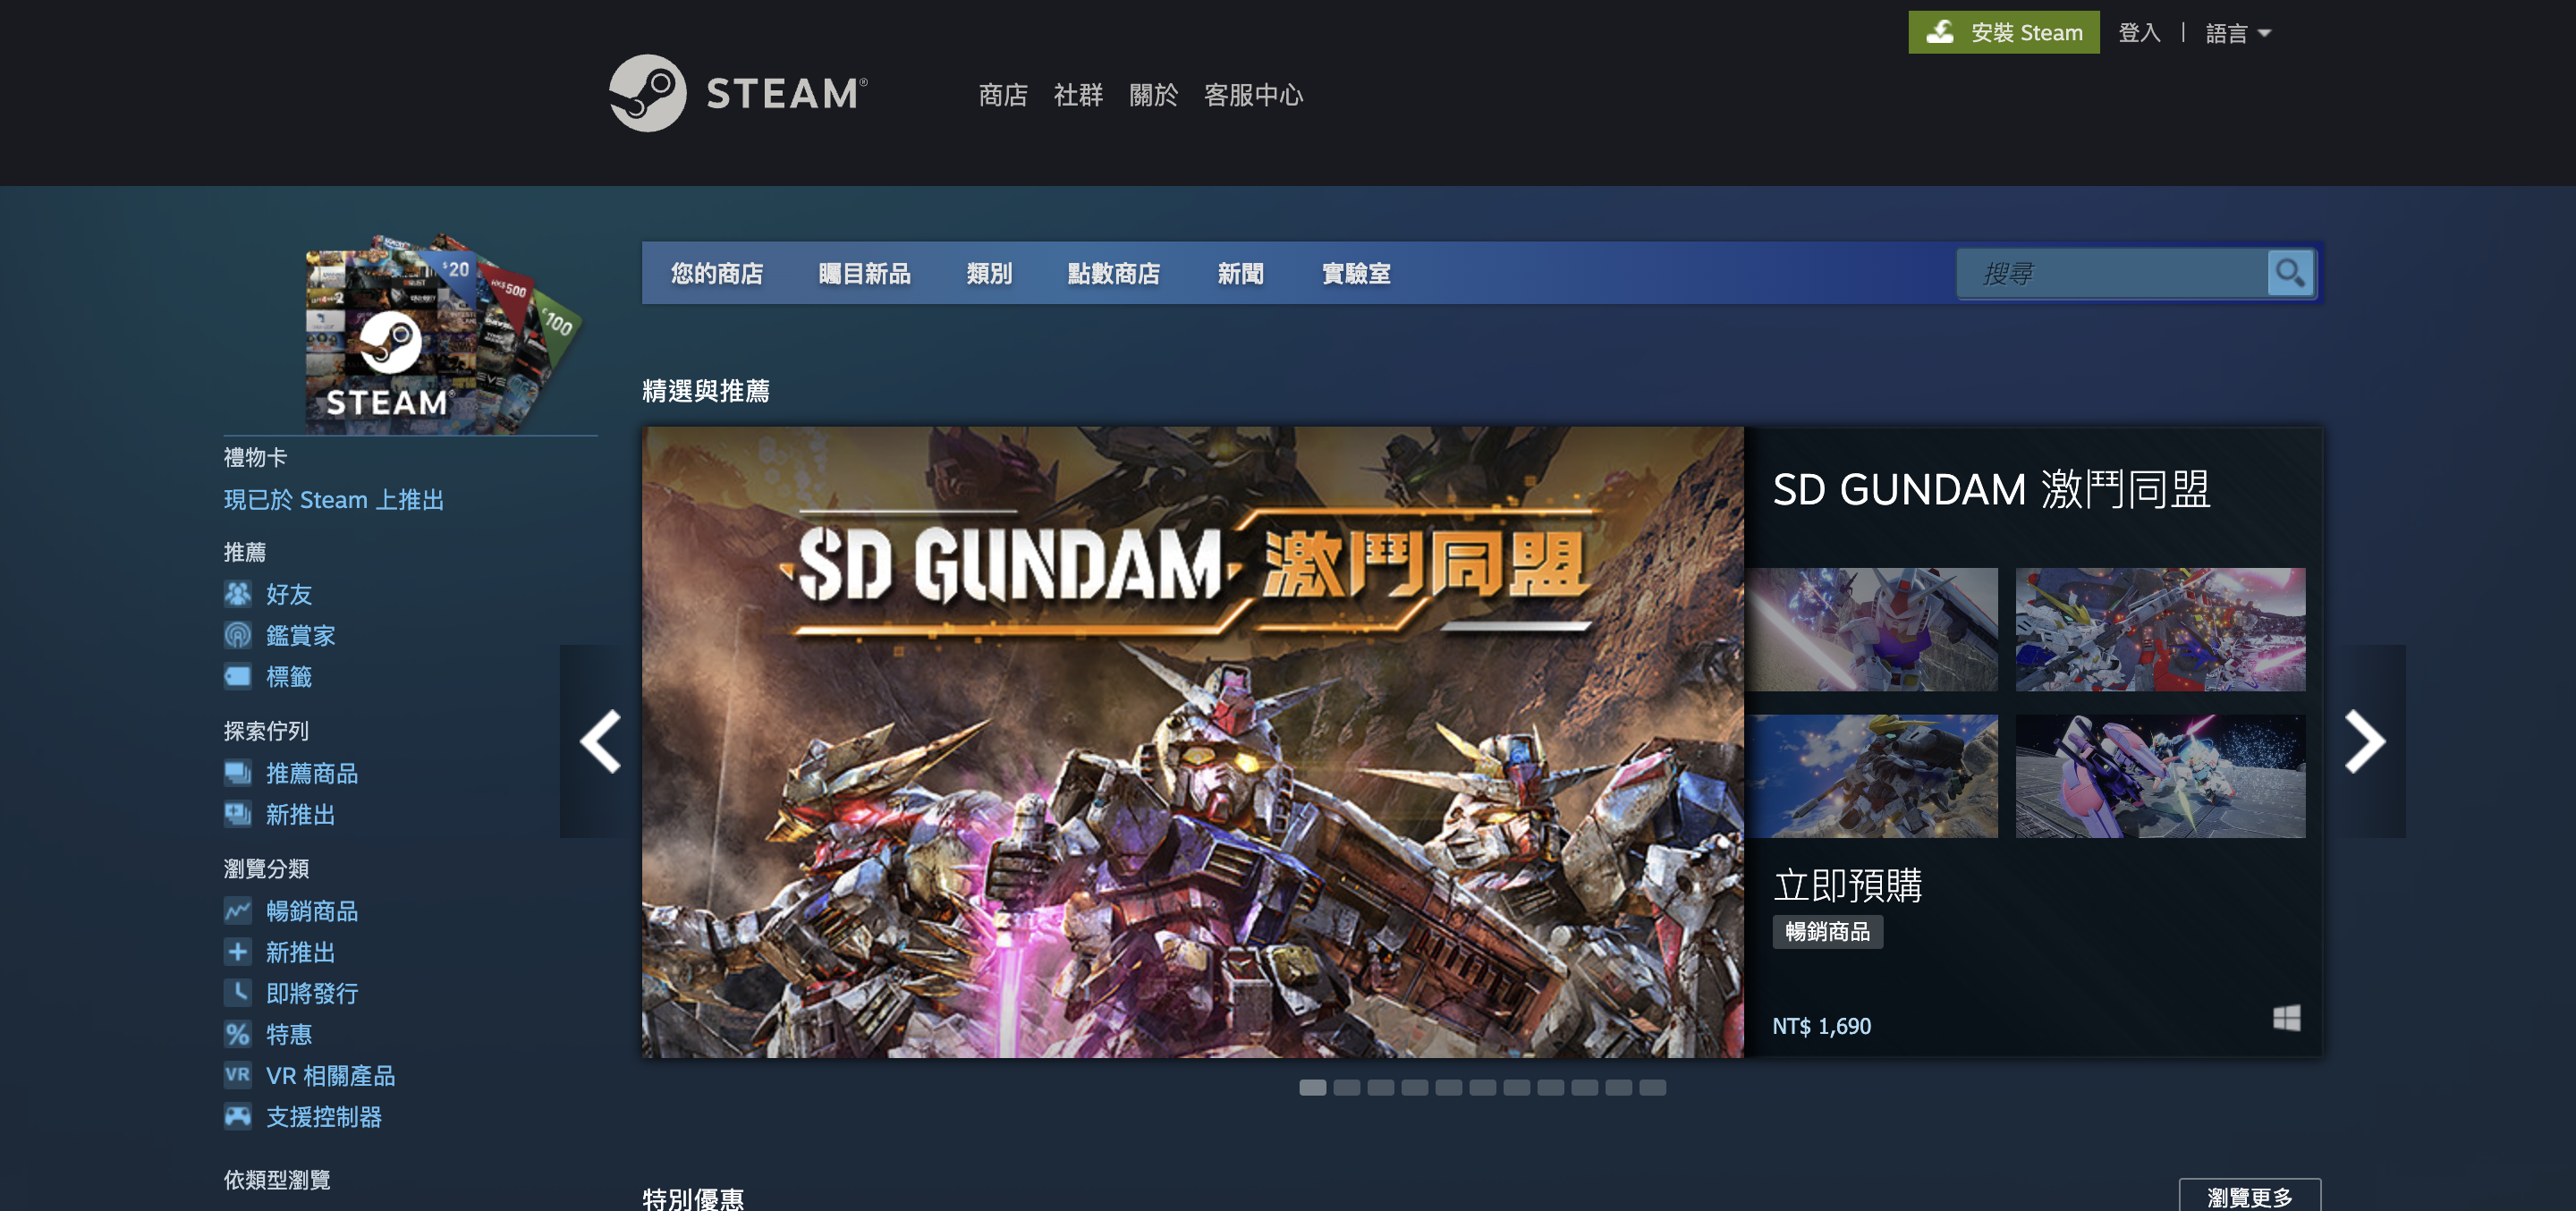 安裝 Steam
登入 | 語言
STEAM®
商店 社群 關於 客服中心
您的商店 矚目新品 類別 點數商店 新聞 實驗室
搜尋
$20
HK$500
€100
STEAM®
禮物卡
現已於 Steam 上推出
推薦
好友
鑑賞家
標籤
探索佇列
推薦商品
新推出
瀏覽分類
暢銷商品
新推出
即將發行
% 特惠
VR VR 相關產品
支援控制器
依類型瀏覽
精選與推薦
SD GUNDAM 激鬥同盟
SD GUNDAM 激鬥同盟
立即預購
暢銷商品
NT$ 1,690
特別優惠
瀏覽更多